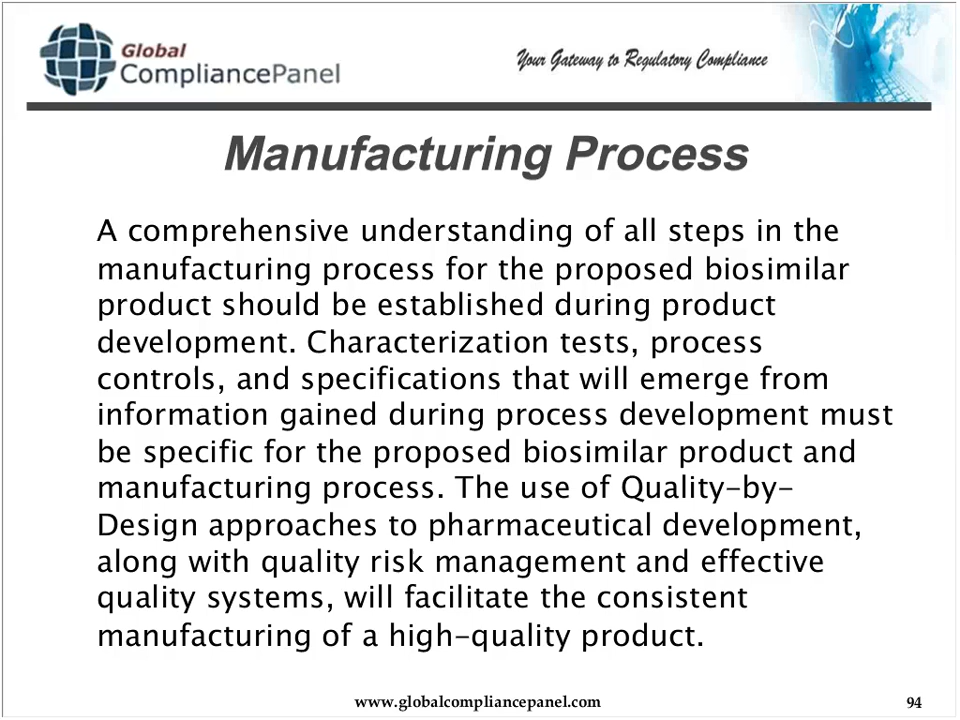 Global
CompliancePanel
Your Gateway to Regulatory Compliance
Manufacturing Process
A comprehensive understanding of all steps in the
manufacturing process for the proposed biosimilar
product should be established during product
development. Characterization tests, process
controls, and specifications that will emerge from
information gained during process development must
be specific for the proposed biosimilar product and
manufacturing process. The use of Quality-by-
Design approaches to pharmaceutical development,
along with quality risk management and effective
quality systems, will facilitate the consistent
manufacturing of a high-quality product.
www.globalcompliancepanel.com
94